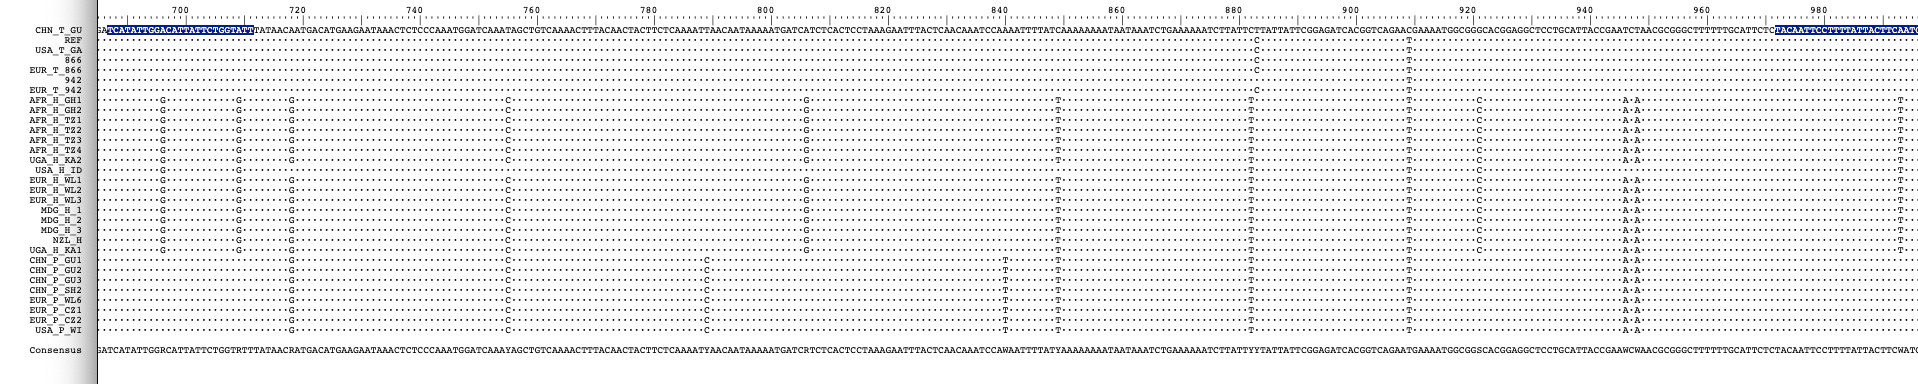 700 720 740 760 780 800 820 840 860 880 900 920 940 960 980
CHN_T_GU GATCATATTGGACATTATTCTGGTATTTATAACAATGACATGAAGAATAAACTCTCCCAAATGGATCAAATAGCTGTCAAAACTTTACAACTACTTCTCAAAATTAACAATAAAAATGATCATCTCACTCCTAAAGAATTTACTCAACAAATCCAAAATTTTATCAAAAAAAATAATAAATCTGAAAAAATCTTATTCTTATTATTCGGAGATCACGGTCAGAACGAAAATGGCGGGCACGGAGGCTCCTGCATTACCGAATCTAACGCGGGCTTTTTTGCATTCTCTACAATTCCTTTTATTACTTCAATC
REF T
USA_T_GA C T
866 C T
EUR_T_866 C T
942 T
EUR_T_942 C T
AFR_H_GH1 G G G C G T T T C A A T
AFR_H_GH2 G G G C G T T T C A A T
AFR_H_TZ1 G G G C G T T T C A A T
AFR_H_TZ2 G G G C G T T T C A A T
AFR_H_TZ3 G G G C G T T T C A A T
AFR_H_TZ4 G G G C G T T T C A A T
UGA_H_KA2 G G G C G T T T C A A T
USA_H_ID G G T T T
EUR_H_WL1 G G G C G T T T C A A T
EUR_H_WL2 G G G C G T T T C A A T
EUR_H_WL3 G G G C G T T T C A A T
MDG_H_1 G G G C G T T T C A A T
MDG_H_2 G G G C G T T T C A A T
MDG_H_3 G G G C G T T T C A A T
NZL_H G G G C G T T T C A A T
UGA_H_KA1 G G G C G T T T C A A T
CHN_P_GU1 G C C T T T T A A
CHN_P_GU2 G C C T T T T A A
CHN_P_GU3 G C C T T T T A A
CHN_P_SH2 G C C T T T T A A
EUR_P_WL6 G C C T T T T A A
EUR_P_CZ1 G C C T T T T A A
EUR_P_CZ2 G C C T T T T A A
USA_P_WI G C C T T T T A A
Consensus GATCATATTGGRCATTATTCTGGTRTTTATAACRATGACATGAAGAATAAACTCTCCCAAATGGATCAAAYAGCTGTCAAAACTTTACAACTACTTCTCAAAATYAACAATAAAAATGATCRTCTCACTCCTAAAGAATTTACTCAACAAATCCAWAATTTTATYAAAAAAAATAATAAATCTGAAAAAATCTTATTYYTATTATTCGGAGATCACGGTCAGAATGAAAATGGCGGSCACGGAGGCTCCTGCATTACCGAAWCWAACGCGGGCTTTTTTGCATTCTCTACAATTCCTTTTATTACTTCWATC